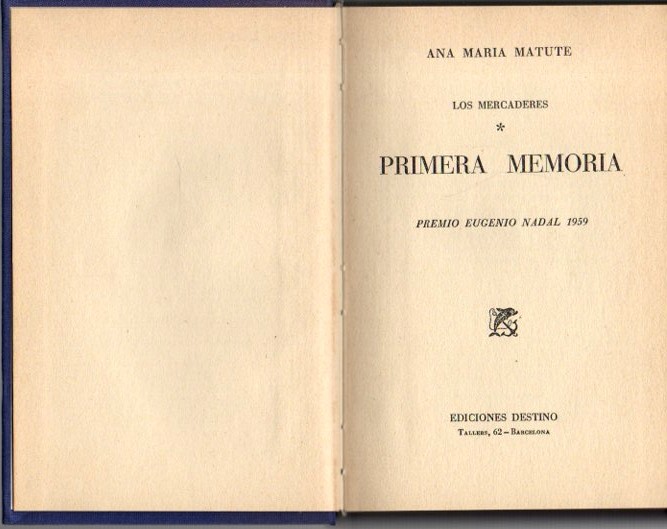 ANA MARIA MATUTE
LOS MERCADERES
*
PRIMERA MEMORIA
PREMIO EUGENIO NADAL 1959
EDICIONES DESTINO
TALLERS, 62 – BARCELONA